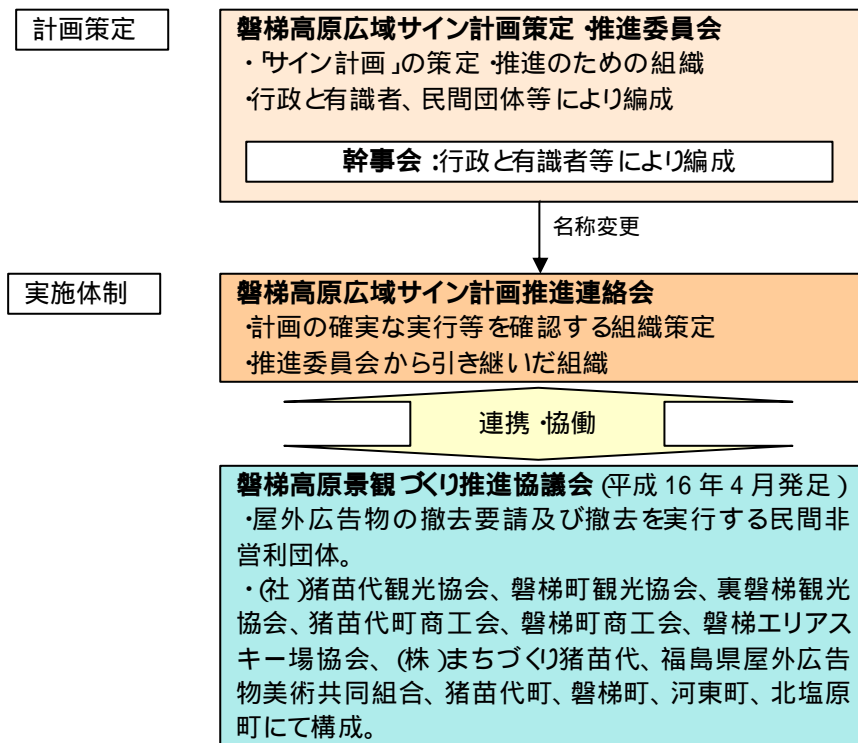 計画策定
磐梯高原広域サイン計画策定・推進委員会
・「サイン計画」の策定・推進のための組織
・行政と有識者、民間団体等により編成
幹事会:行政と有識者等により編成
名称変更
実施体制
磐梯高原広域サイン計画推進連絡会
・計画の確実な実行等を確認する組織策定
・推進委員会から引き継いだ組織
連携・協働
磐梯高原景観づくり推進協議会(平成16年4月発足)
・屋外広告物の撤去要請及び撤去を実行する民間非
営利団体。
・(社)猪苗代観光協会、磐梯町観光協会、裏磐梯観光
協会、猪苗代町商工会、磐梯町商工会、磐梯エリアス
キー場協会、(株)まちづくり猪苗代、福島県屋外広告
物美術共同組合、猪苗代町、磐梯町、河東町、北塩原
町にて構成。